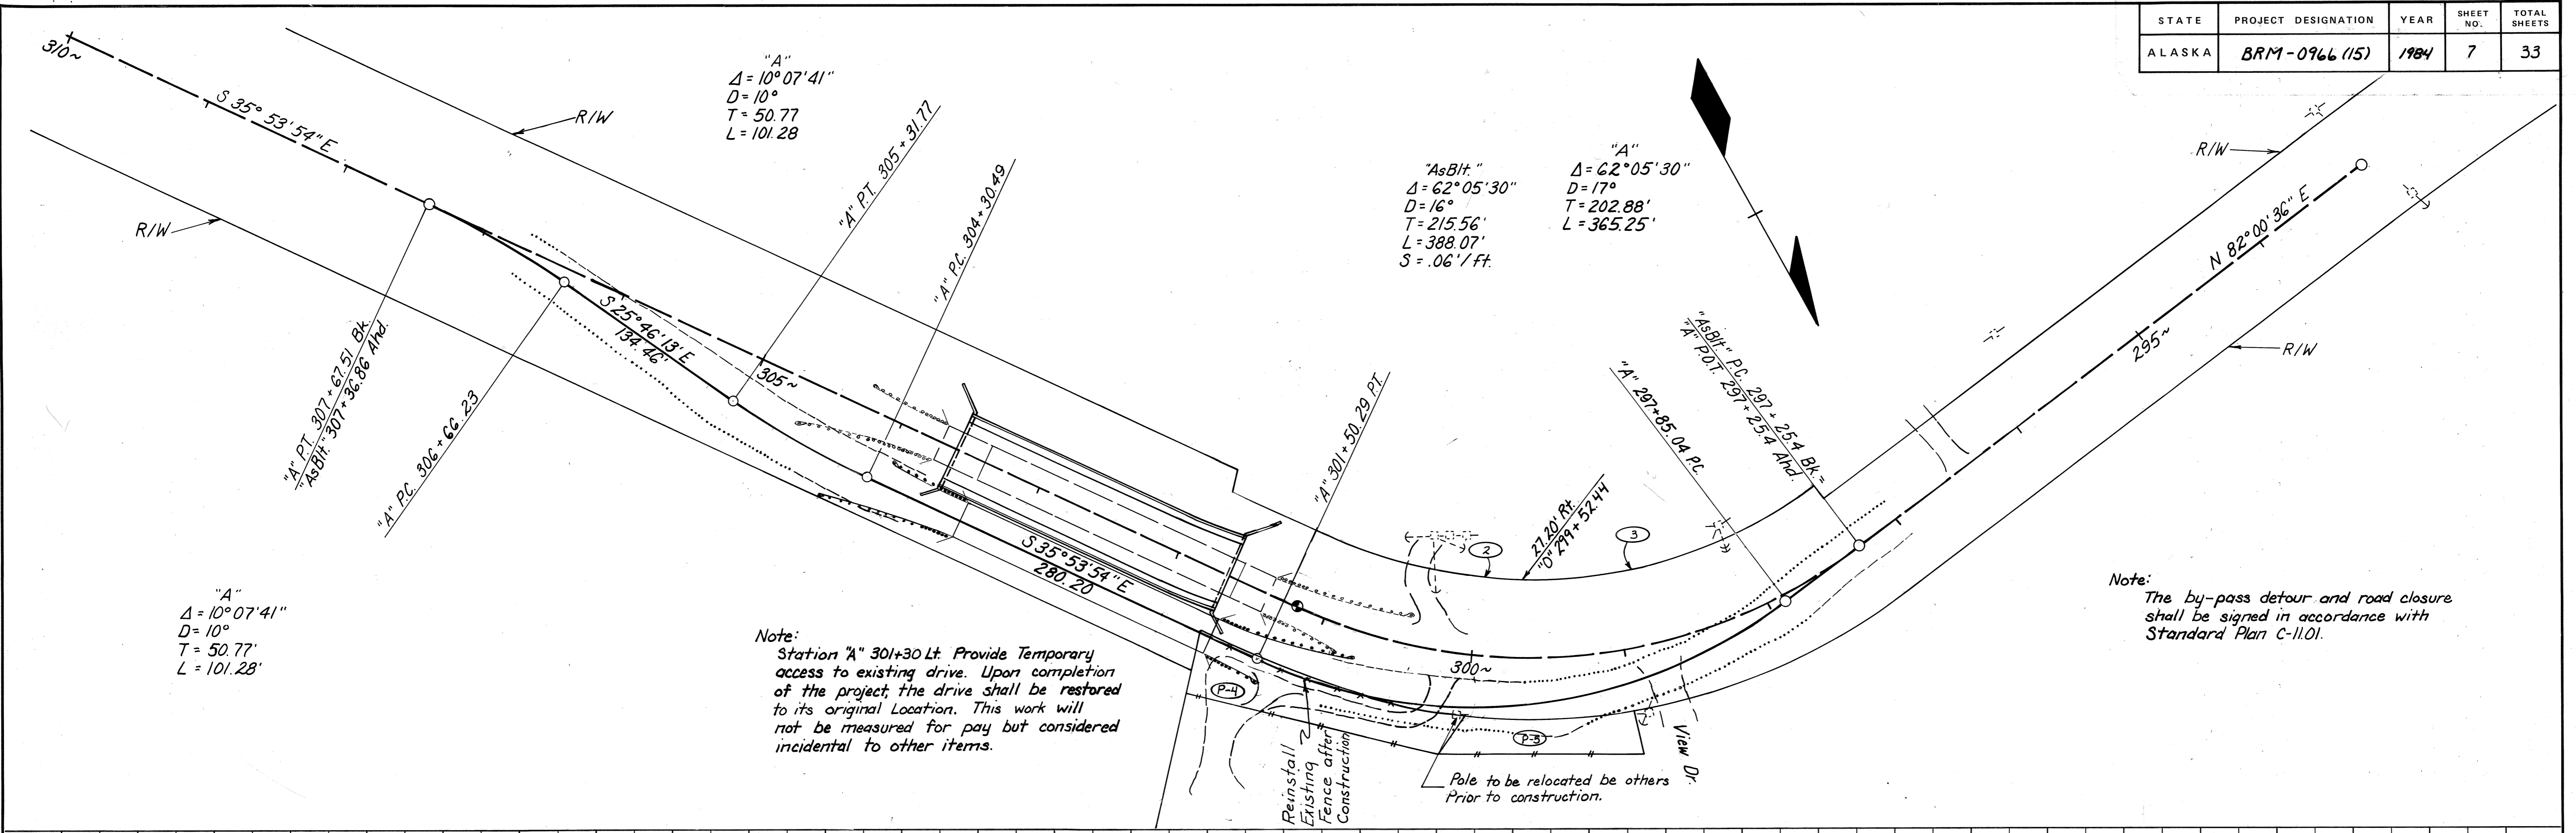 STATE
PROJECT DESIGNATION
YEAR
SHEET NO.
TOTAL SHEETS
ALASKA
BRM-0966 (15)
1984
7
33
310~
S 35° 53' 54" E
R/W
R/W
"A"
Δ = 10° 07' 41"
D = 10°
T = 50.77
L = 101.28
"A" P.T. 305 + 31.77
"A" P.C. 304 + 30.49
"AsBlt."
Δ = 62° 05' 30"
D = 16°
T = 215.56'
L = 388.07'
S = .06' / ft.
"A"
Δ = 62° 05' 30"
D = 17°
T = 202.88'
L = 365.25'
R/W
N 82° 00' 36" E
295~
R/W
"A" P.T. 307 + 67.51 Bk.
"AsBlt." 307 + 36.86 Ahd.
"A" P.C. 306 + 66.23
S 25° 46' 13" E
134.46'
305~
"A" 301 + 50.29 P.T.
"A" 297 + 85.04 P.C.
"AsBlt" P.C. 297 + 25.4 Bk. =
"A" P.O.T. 297 + 25.4 Ahd.
27.20' Rt.
"O" 299 + 52.44
2
3
S 35° 53' 54" E
280.20
300~
"A"
Δ = 10° 07' 41"
D = 10°
T = 50.77'
L = 101.28'
Note:
Station "A" 301+30 Lt. Provide Temporary
access to existing drive. Upon completion
of the project, the drive shall be restored
to its original Location. This work will
not be measured for pay but considered
incidental to other items.
P-4
P-5
Reinstall
Existing
Fence after
Construction
Pole to be relocated be others
Prior to construction.
View Dr.
Note:
The by-pass detour and road closure
shall be signed in accordance with
Standard Plan C-11.01.